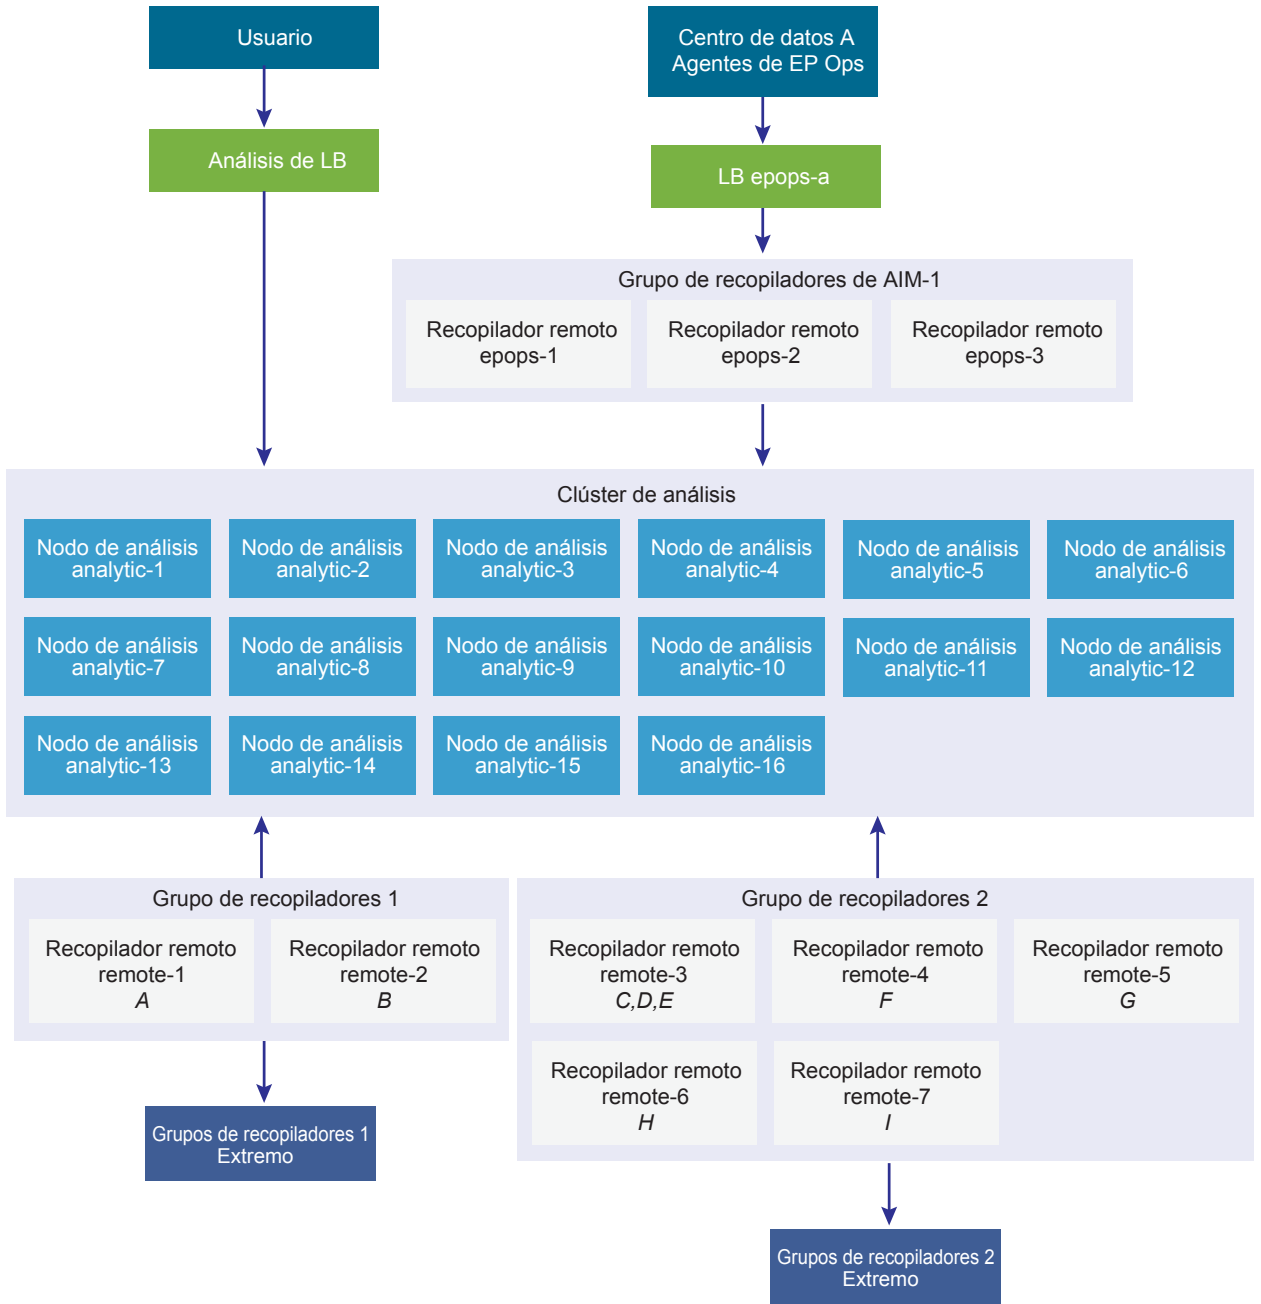 Usuario
Centro de datos A
Agentes de EP Ops
Análisis de LB
LB epops-a
Grupo de recopiladores de AIM-1
Recopilador remoto
epops-1
Recopilador remoto
epops-2
Recopilador remoto
epops-3
Clúster de análisis
Nodo de análisis
analytic-1
Nodo de análisis
analytic-2
Nodo de análisis
analytic-3
Nodo de análisis
analytic-4
Nodo de análisis
analytic-5
Nodo de análisis
analytic-6
Nodo de análisis
analytic-7
Nodo de análisis
analytic-8
Nodo de análisis
analytic-9
Nodo de análisis
analytic-10
Nodo de análisis
analytic-11
Nodo de análisis
analytic-12
Nodo de análisis
analytic-13
Nodo de análisis
analytic-14
Nodo de análisis
analytic-15
Nodo de análisis
analytic-16
Grupo de recopiladores 1
Recopilador remoto
remote-1
A
Recopilador remoto
remote-2
B
Grupo de recopiladores 2
Recopilador remoto
remote-3
C,D,E
Recopilador remoto
remote-4
F
Recopilador remoto
remote-5
G
Recopilador remoto
remote-6
H
Recopilador remoto
remote-7
I
Grupos de recopiladores 1
Extremo
Grupos de recopiladores 2
Extremo